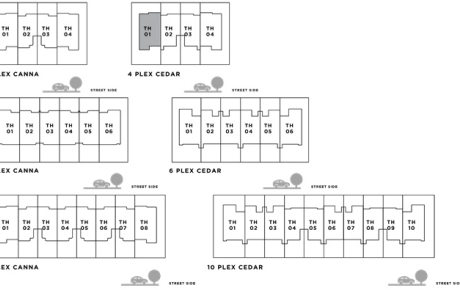 TH 01 TH 02 TH 03 TH 04
PLEX CANNA
STREET SIDE
TH 01 TH 02 TH 03 TH 04
4 PLEX CEDAR
STREET SIDE
TH 01 TH 02 TH 03 TH 04 TH 05 TH 06
PLEX CANNA
STREET SIDE
TH 01 TH 02 TH 03 TH 04 TH 05 TH 06
6 PLEX CEDAR
STREET SIDE
TH 01 TH 02 TH 03 TH 04 TH 05 TH 06 TH 07 TH 08
PLEX CANNA
STREET SIDE
TH 01 TH 02 TH 03 TH 04 TH 05 TH 06 TH 07 TH 08 TH 09 TH 10
10 PLEX CEDAR
STREET SIDE